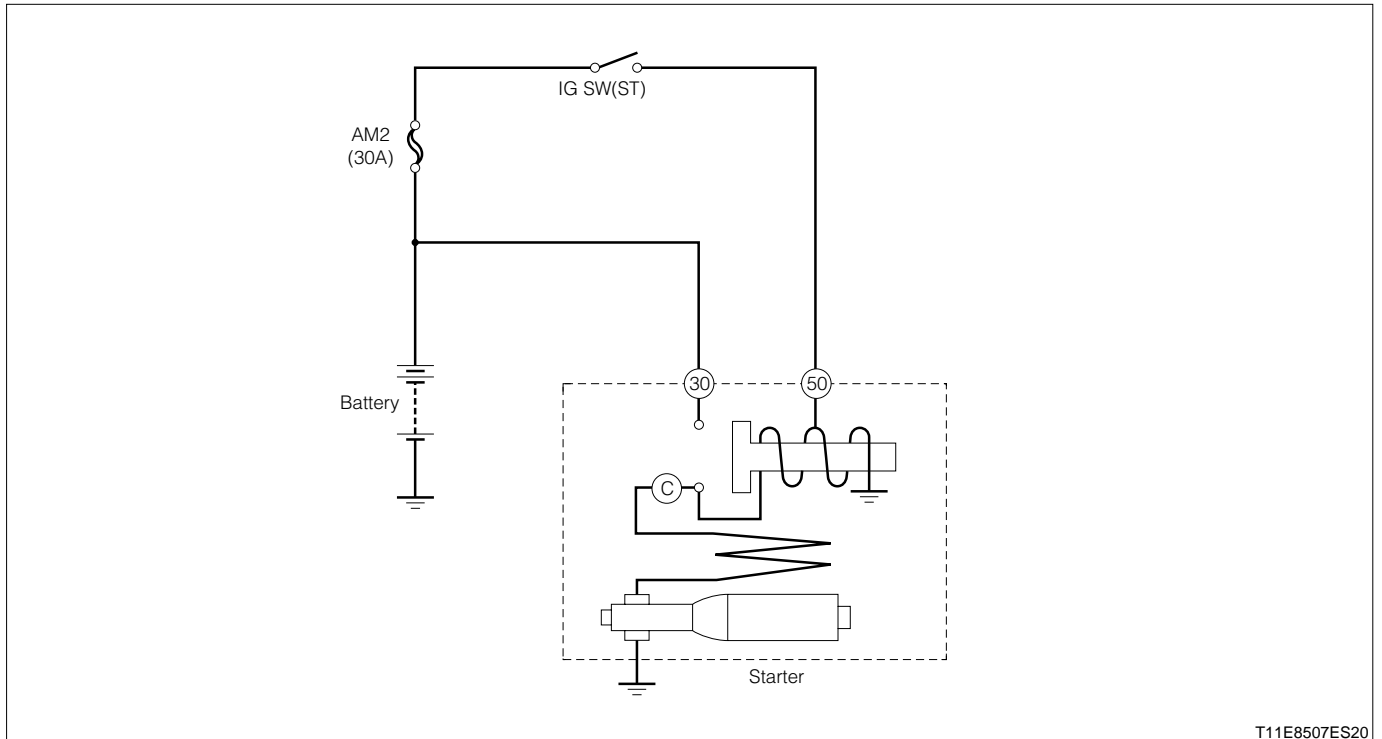 IG SW(ST)
AM2
(30A)
30
50
Battery
C
Starter
T11E8507ES20